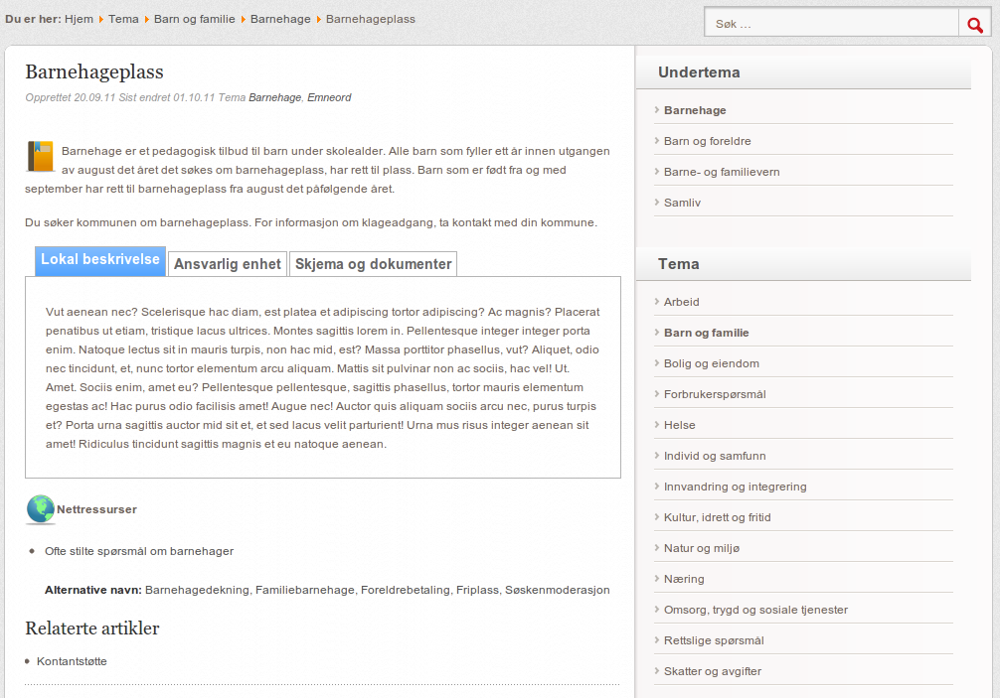 Du er her: Hjem Tema Barn og familie Barnehage Barnehageplass
Søk ...
Barnehageplass
Opprettet 20.09.11 Sist endret 01.10.11 Tema Barnehage, Emneord
Barnehage er et pedagogisk tilbud til barn under skolealder. Alle barn som fyller ett år innen utgangen
av august det året det søkes om barnehageplass, har rett til plass. Barn som er født fra og med
september har rett til barnehageplass fra august det påfølgende året.
Du søker kommunen om barnehageplass. For informasjon om klageadgang, ta kontakt med din kommune.
Lokal beskrivelse
Ansvarlig enhet
Skjema og dokumenter
Vut aenean nec? Scelerisque hac diam, est platea et adipiscing tortor adipiscing? Ac magnis? Placerat
penatibus ut etiam, tristique lacus ultrices. Montes sagittis lorem in. Pellentesque integer integer porta
enim. Natoque lectus sit in mauris turpis, non hac mid, est? Massa porttitor phasellus, vut? Aliquet, odio
nec tincidunt, et, nunc tortor elementum arcu aliquam. Mattis sit pulvinar non ac sociis, hac vel! Ut.
Amet. Sociis enim, amet eu? Pellentesque pellentesque, sagittis phasellus, tortor mauris elementum
egestas ac! Hac purus odio facilisis amet! Augue nec! Auctor quis aliquam sociis arcu nec, purus turpis
et? Porta urna sagittis auctor mid sit et, et sed lacus velit parturient! Urna mus risus integer aenean sit
amet! Ridiculus tincidunt sagittis magnis et eu natoque aenean.
Nettressurser
Ofte stilte spørsmål om barnehager
Alternative navn: Barnehagedekning, Familiebarnehage, Foreldrebetaling, Friplass, Søskenmoderasjon
Relaterte artikler
Kontantstøtte
Undertema
Barnehage
Barn og foreldre
Barne- og familievern
Samliv
Tema
Arbeid
Barn og familie
Bolig og eiendom
Forbrukerspørsmål
Helse
Individ og samfunn
Innvandring og integrering
Kultur, idrett og fritid
Natur og miljø
Næring
Omsorg, trygd og sosiale tjenester
Rettslige spørsmål
Skatter og avgifter